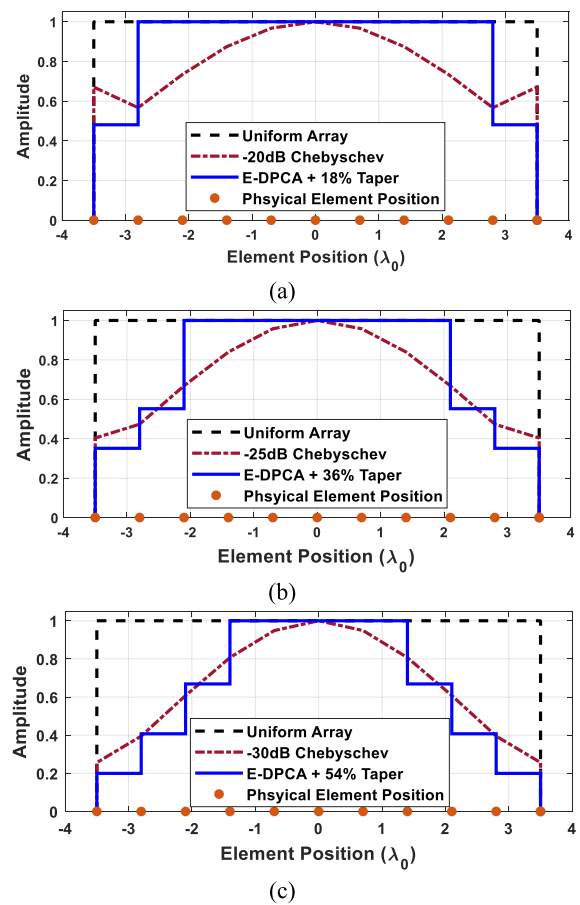 1
0.8
0.6
0.4
0.2
0
Amplitude
Uniform Array
-20dB Chebyschev
E-DPCA + 18% Taper
Phsyical Element Position
-4 -3 -2 -1 0 1 2 3 4
Element Position (λ0)
(a)
1
0.8
0.6
0.4
0.2
0
Amplitude
Uniform Array
-25dB Chebyschev
E-DPCA + 36% Taper
Phsyical Element Position
-4 -3 -2 -1 0 1 2 3 4
Element Position (λ0)
(b)
1
0.8
0.6
0.4
0.2
0
Amplitude
Uniform Array
-30dB Chebyschev
E-DPCA + 54% Taper
Phsyical Element Position
-4 -3 -2 -1 0 1 2 3 4
Element Position (λ0)
(c)